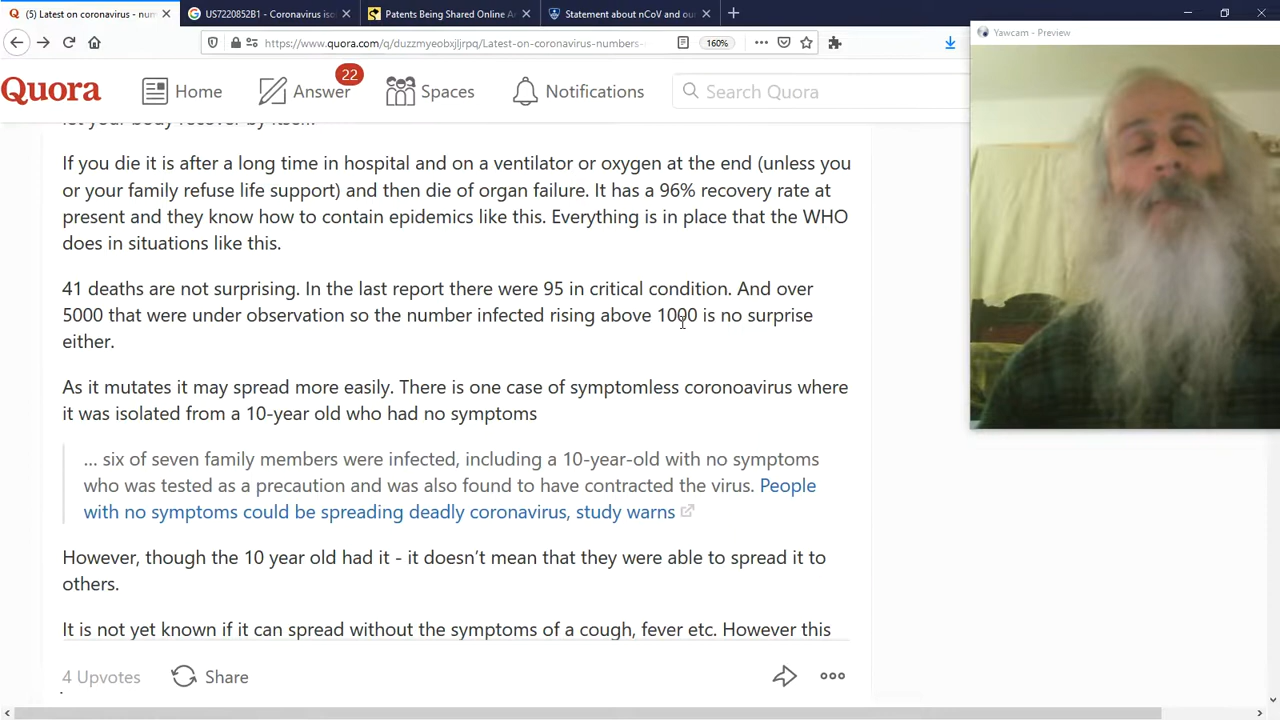 (5) Latest on coronavirus - num
US7220852B1 - Coronavirus iso
Patents Being Shared Online A
Statement about nCoV and ou
Yawcam - Preview
https://www.quora.com/q/duzzmyeobxjljrpq/Latest-on-coronavirus-numbers-
160%
Quora
Home
22
Answer
Spaces
Notifications
Search Quora
let your body recover by itself.
If you die it is after a long time in hospital and on a ventilator or oxygen at the end (unless you
or your family refuse life support) and then die of organ failure. It has a 96% recovery rate at
present and they know how to contain epidemics like this. Everything is in place that the WHO
does in situations like this.
41 deaths are not surprising. In the last report there were 95 in critical condition. And over
5000 that were under observation so the number infected rising above 1000 is no surprise
either.
As it mutates it may spread more easily. There is one case of symptomless coronoavirus where
it was isolated from a 10-year old who had no symptoms
... six of seven family members were infected, including a 10-year-old with no symptoms
who was tested as a precaution and was also found to have contracted the virus. People
with no symptoms could be spreading deadly coronavirus, study warns
However, though the 10 year old had it - it doesn't mean that they were able to spread it to
others.
It is not yet known if it can spread without the symptoms of a cough, fever etc. However this
4 Upvotes
Share